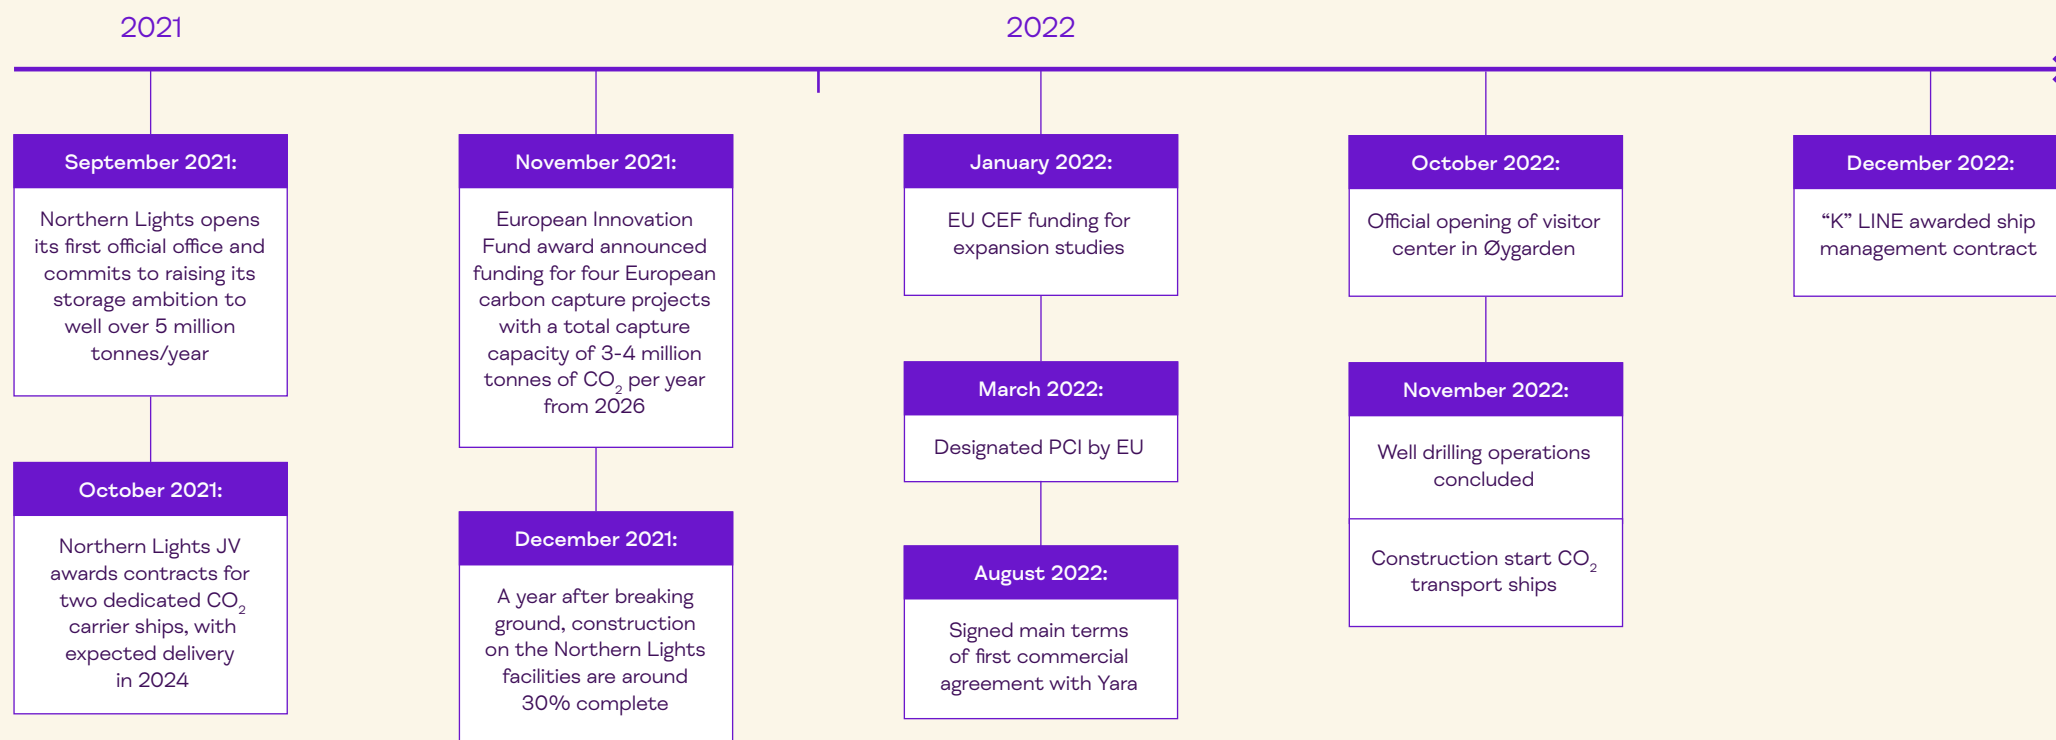 2021
September 2021:
Northern Lights opens
its first official office and
commits to raising its
storage ambition to
well over 5 million
tonnes/year
October 2021:
Northern Lights JV
awards contracts for
two dedicated CO₂
carrier ships, with
expected delivery
in 2024
November 2021:
European Innovation
Fund award announced
funding for four European
carbon capture projects
with a total capture
capacity of 3-4 million
tonnes of CO₂ per year
from 2026
December 2021:
A year after breaking
ground, construction
on the Northern Lights
facilities are around
30% complete
2022
January 2022:
EU CEF funding for
expansion studies
March 2022:
Designated PCI by EU
August 2022:
Signed main terms
of first commercial
agreement with Yara
October 2022:
Official opening of visitor
center in Øygarden
November 2022:
Well drilling operations
concluded
Construction start CO₂
transport ships
December 2022:
“K” LINE awarded ship
management contract